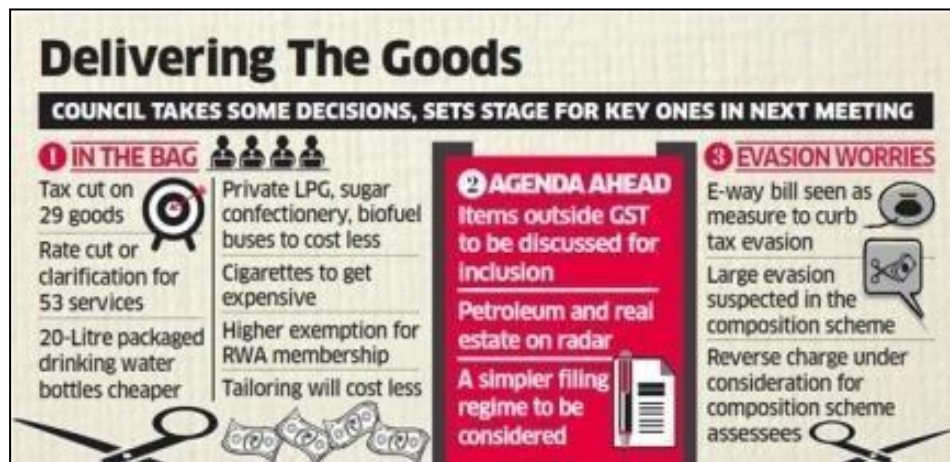 Delivering The Goods
COUNCIL TAKES SOME DECISIONS, SETS STAGE FOR KEY ONES IN NEXT MEETING
1 IN THE BAG
Tax cut on
29 goods
Rate cut or
clarification for
53 services
20-Litre packaged
drinking water
bottles cheaper
Private LPG, sugar
confectionery, biofuel
buses to cost less
Cigarettes to get
expensive
Higher exemption for
RWA membership
Tailoring will cost less
2 AGENDA AHEAD
Items outside GST
to be discussed for
inclusion
Petroleum and real
estate on radar
A simpler filing
regime to be
considered
3 EVASION WORRIES
E-way bill seen as
measure to curb
tax evasion
Large evasion
suspected in the
composition scheme
Reverse charge under
consideration for
composition scheme
assessees